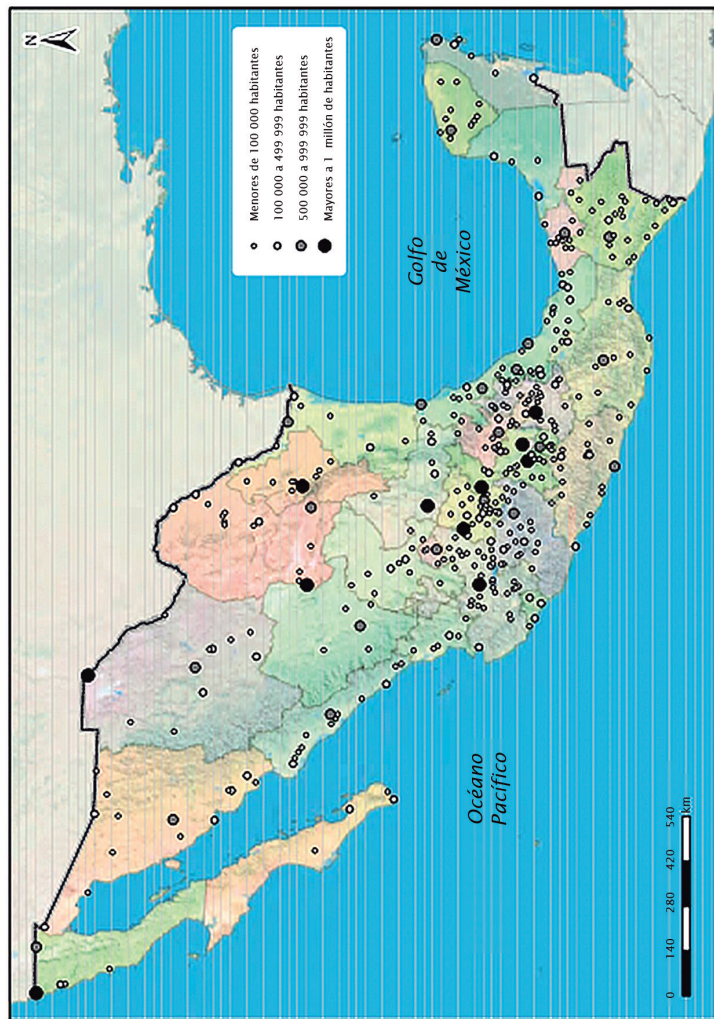 N
Menores de 100 000 habitantes
100 000 a 499 999 habitantes
500 000 a 999 999 habitantes
Mayores a 1 millón de habitantes
Golfo
de
México
Océano
Pacífico
0 140 280 420 540
km